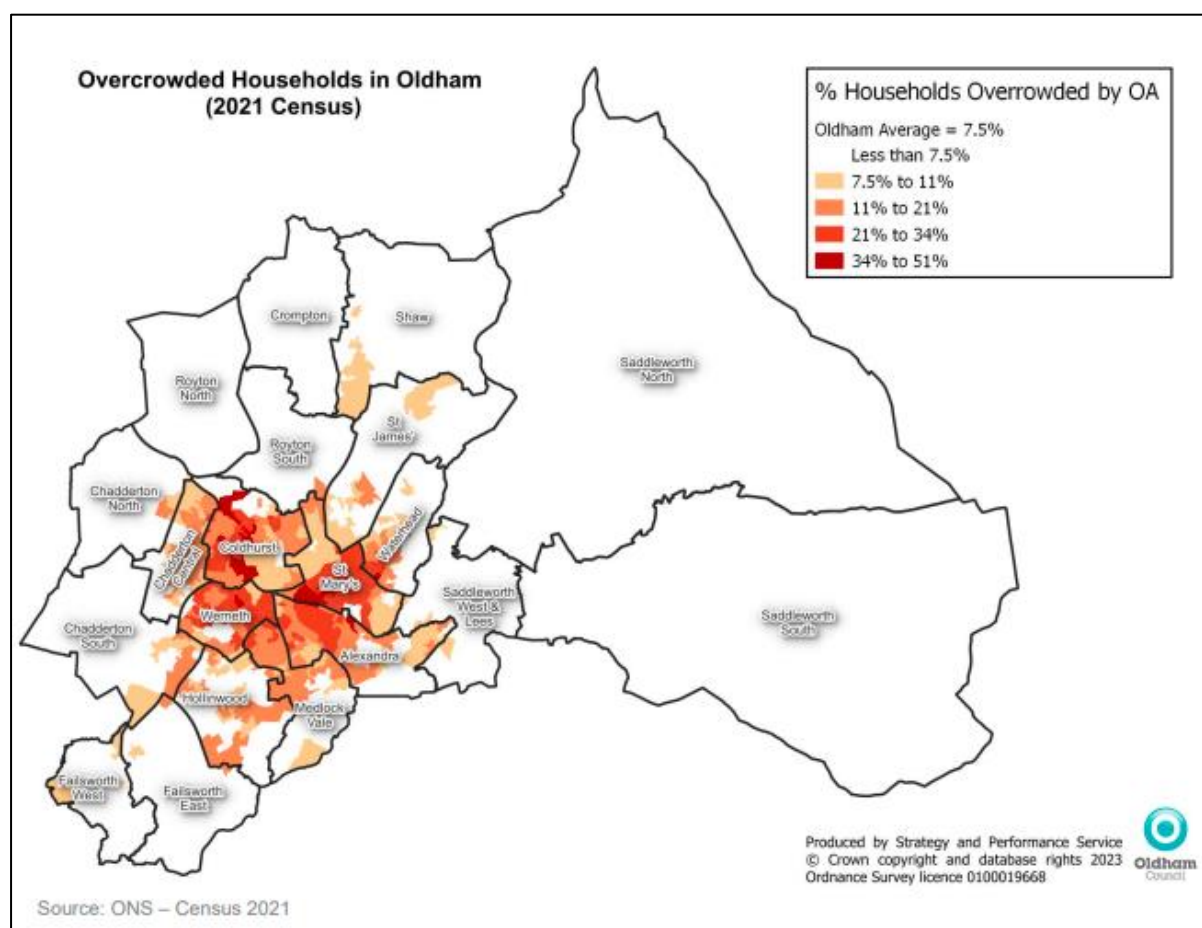 Overcrowded Households in Oldham
(2021 Census)
% Households Overrowded by OA
Oldham Average = 7.5%
Less than 7.5%
7.5% to 11%
11% to 21%
21% to 34%
34% to 51%
Crompton
Shaw
Saddleworth
North
Royton
North
St
James'
Royton
South
Chadderton
North
Waterhead
Coldhurst
Chadderton
Central
St
Mary's
Saddleworth
West &
Lees
Werneth
Saddleworth
South
Chadderton
South
Alexandra
Hollinwood
Medlock
Vale
Failsworth
West
Failsworth
East
Produced by Strategy and Performance Service
© Crown copyright and database rights 2023
Ordnance Survey licence 0100019668
Oldham
Council
Source: ONS – Census 2021